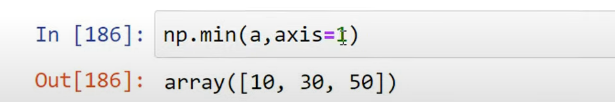 In [186]: np.min(a,axis=1)
Out[186]: array([10, 30, 50])